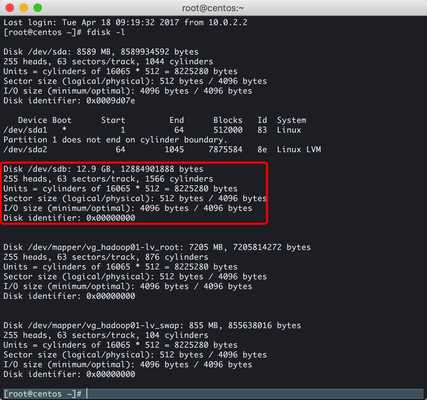 root@centos:~
Last login: Tue Apr 18 09:19:32 2017 from 10.0.2.2
[root@centos ~]# fdisk -l
Disk /dev/sda: 8589 MB, 8589934592 bytes
255 heads, 63 sectors/track, 1044 cylinders
Units = cylinders of 16065 * 512 = 8225280 bytes
Sector size (logical/physical): 512 bytes / 4096 bytes
I/O size (minimum/optimal): 4096 bytes / 4096 bytes
Disk identifier: 0x0009d07e
Device Boot Start End Blocks Id System
/dev/sda1 * 1 64 512000 83 Linux
Partition 1 does not end on cylinder boundary.
/dev/sda2 64 1045 7875584 8e Linux LVM
Disk /dev/sdb: 12.9 GB, 12884901888 bytes
255 heads, 63 sectors/track, 1566 cylinders
Units = cylinders of 16065 * 512 = 8225280 bytes
Sector size (logical/physical): 512 bytes / 4096 bytes
I/O size (minimum/optimal): 4096 bytes / 4096 bytes
Disk identifier: 0x00000000
Disk /dev/mapper/vg_hadoop01-lv_root: 7205 MB, 7205814272 bytes
255 heads, 63 sectors/track, 876 cylinders
Units = cylinders of 16065 * 512 = 8225280 bytes
Sector size (logical/physical): 512 bytes / 4096 bytes
I/O size (minimum/optimal): 4096 bytes / 4096 bytes
Disk identifier: 0x00000000
Disk /dev/mapper/vg_hadoop01-lv_swap: 855 MB, 855638016 bytes
255 heads, 63 sectors/track, 104 cylinders
Units = cylinders of 16065 * 512 = 8225280 bytes
Sector size (logical/physical): 512 bytes / 4096 bytes
I/O size (minimum/optimal): 4096 bytes / 4096 bytes
Disk identifier: 0x00000000
[root@centos ~]#